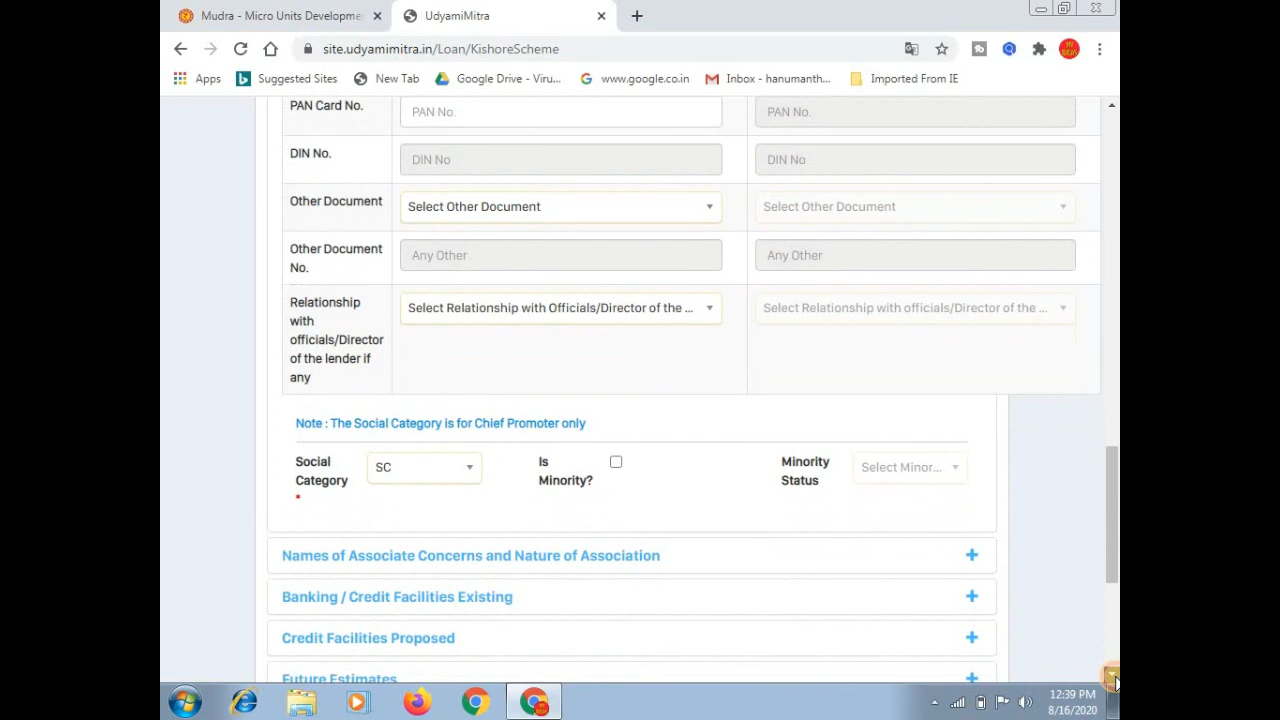 Mudra - Micro Units Developme
UdyamiMitra
site.udyamimitra.in/Loan/KishoreScheme
Apps
Suggested Sites
New Tab
Google Drive - Viru...
www.google.co.in
Inbox - hanumanth...
Imported From IE
PAN Card No.
PAN No.
PAN No.
DIN No.
DIN No
DIN No
Other Document
Select Other Document
Select Other Document
Other Document
No.
Any Other
Any Other
Relationship
with
officials/Director
of the lender if
any
Select Relationship with Officials/Director of the ...
Select Relationship with officials/Director of the ...
Note : The Social Category is for Chief Promoter only
Social
Category
*
SC
Is
Minority?
Minority
Status
Select Minor...
Names of Associate Concerns and Nature of Association
Banking / Credit Facilities Existing
Credit Facilities Proposed
Future Estimates
12:39 PM
8/16/2020